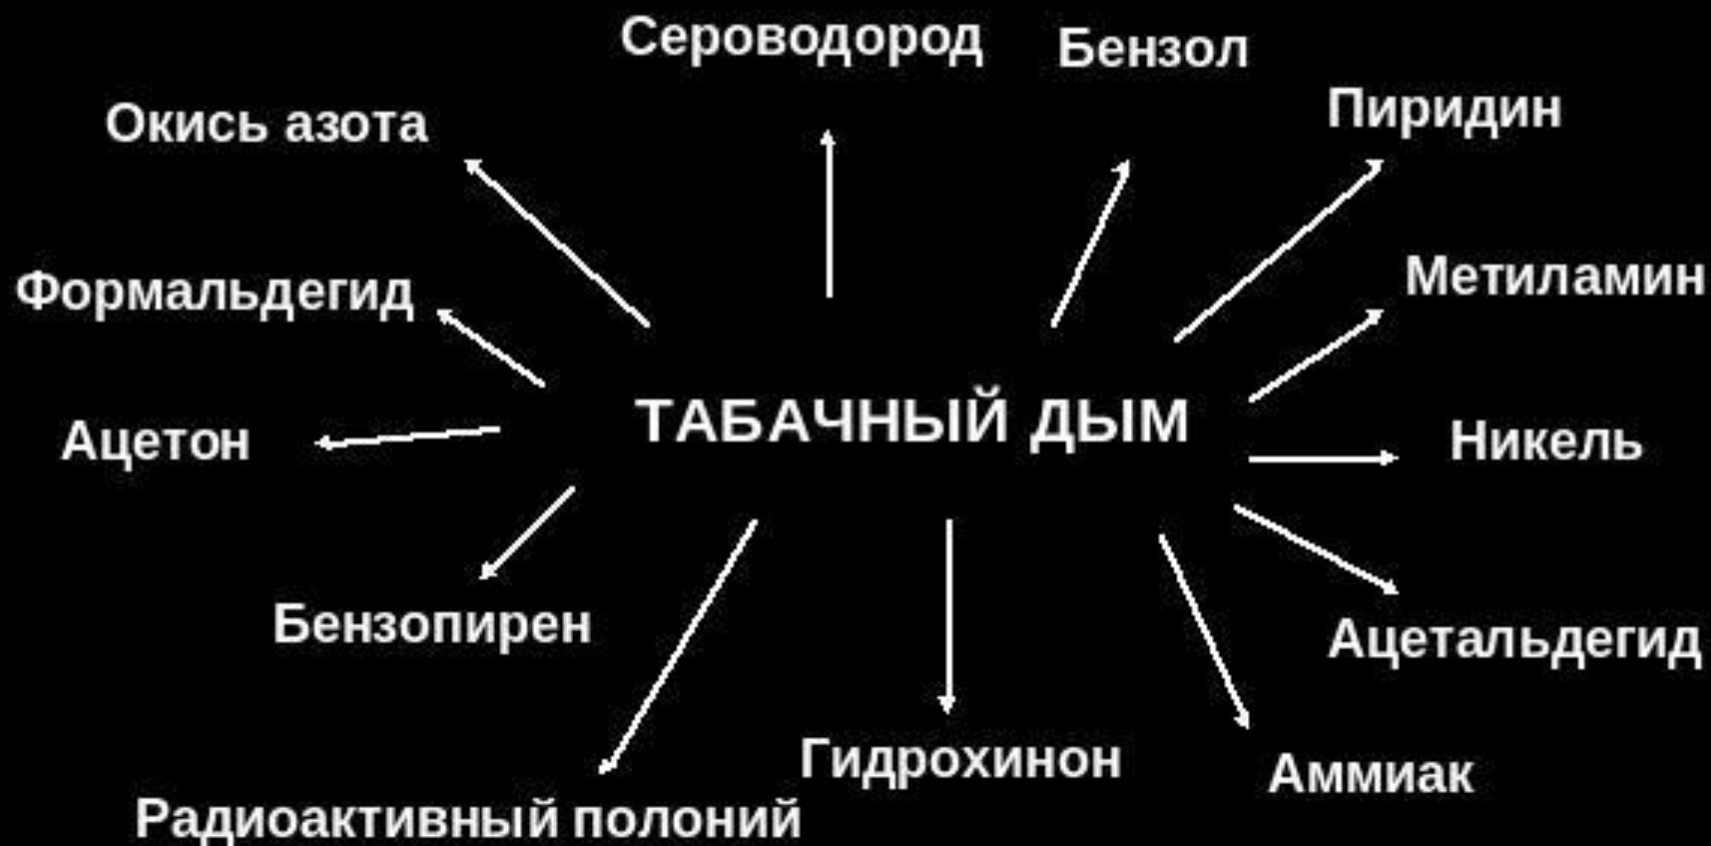 Сероводород
Бензол
Окись азота
Пиридин
Формальдегид
Метиламин
ТАБАЧНЫЙ ДЫМ
Ацетон
Никель
Бензопирен
Ацетальдегид
Гидрохинон
Аммиак
Радиоактивный полоний